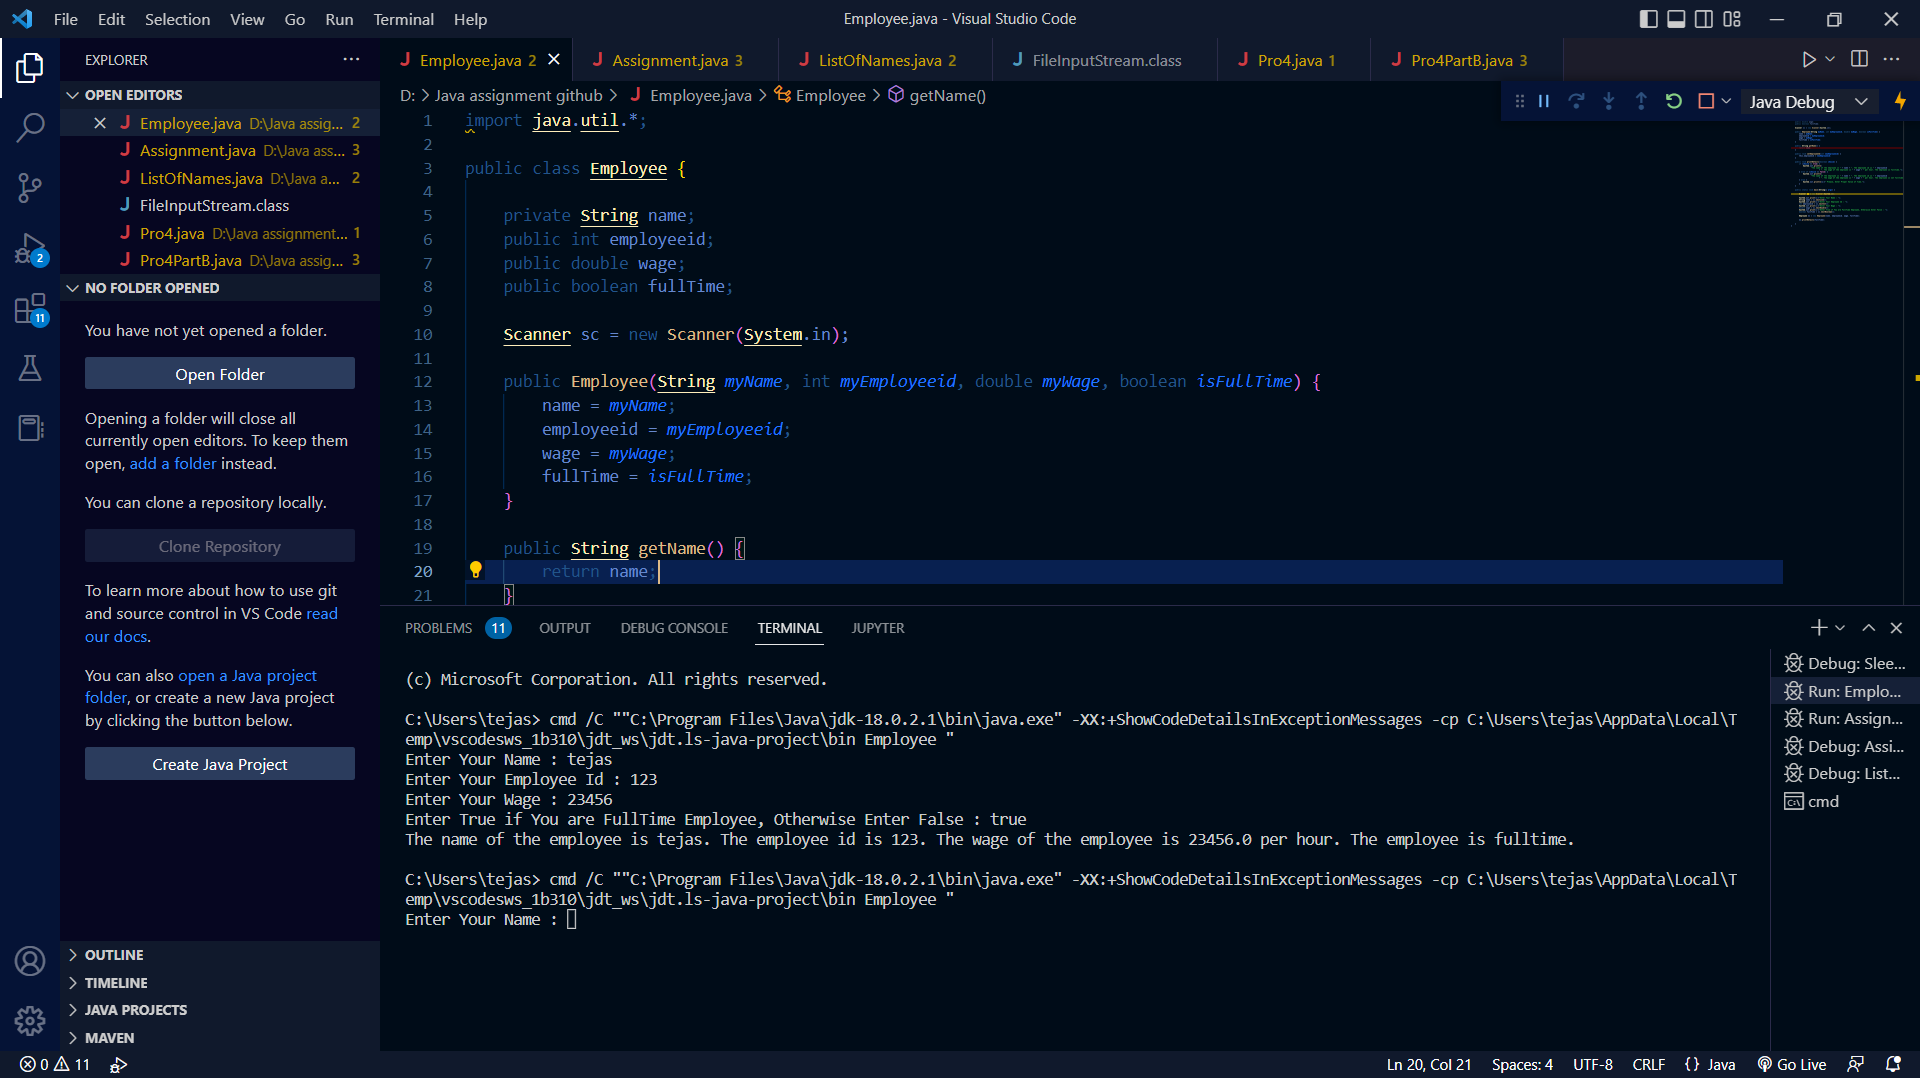 File Edit Selection View Go Run Terminal Help
Employee.java - Visual Studio Code
EXPLORER
OPEN EDITORS
Employee.java D:\Java assig... 2
Assignment.java D:\Java ass... 3
ListOfNames.java D:\Java a... 2
FileInputStream.class
Pro4.java D:\Java assignment... 1
Pro4PartB.java D:\Java assig... 3
NO FOLDER OPENED
You have not yet opened a folder.
Open Folder
Opening a folder will close all
currently open editors. To keep them
open, add a folder instead.
You can clone a repository locally.
Clone Repository
To learn more about how to use git
and source control in VS Code read
our docs.
You can also open a Java project
folder, or create a new Java project
by clicking the button below.
Create Java Project
OUTLINE
TIMELINE
JAVA PROJECTS
MAVEN
2
11
Employee.java 2 Assignment.java 3 ListOfNames.java 2 FileInputStream.class Pro4.java 1 Pro4PartB.java 3
D: > Java assignment github > Employee.java > Employee > getName()
Java Debug
1 import java.util.*;
2
3 public class Employee {
4
5 private String name;
6 public int employeeid;
7 public double wage;
8 public boolean fullTime;
9
10 Scanner sc = new Scanner(System.in);
11
12 public Employee(String myName, int myEmployeeid, double myWage, boolean isFullTime) {
13 name = myName;
14 employeeid = myEmployeeid;
15 wage = myWage;
16 fullTime = isFullTime;
17 }
18
19 public String getName() {
20 return name;
21 }
PROBLEMS 11 OUTPUT DEBUG CONSOLE TERMINAL JUPYTER
(c) Microsoft Corporation. All rights reserved.
C:\Users\tejas> cmd /C ""C:\Program Files\Java\jdk-18.0.2.1\bin\java.exe" -XX:+ShowCodeDetailsInExceptionMessages -cp C:\Users\tejas\AppData\Local\T
emp\vscodesws_1b310\jdt_ws\jdt.ls-java-project\bin Employee "
Enter Your Name : tejas
Enter Your Employee Id : 123
Enter Your Wage : 23456
Enter True if You are FullTime Employee, Otherwise Enter False : true
The name of the employee is tejas. The employee id is 123. The wage of the employee is 23456.0 per hour. The employee is fulltime.
C:\Users\tejas> cmd /C ""C:\Program Files\Java\jdk-18.0.2.1\bin\java.exe" -XX:+ShowCodeDetailsInExceptionMessages -cp C:\Users\tejas\AppData\Local\T
emp\vscodesws_1b310\jdt_ws\jdt.ls-java-project\bin Employee "
Enter Your Name :
Debug: Slee...
Run: Emplo...
Run: Assign...
Debug: Assi...
Debug: List...
cmd
0 11
Ln 20, Col 21 Spaces: 4 UTF-8 CRLF {} Java Go Live